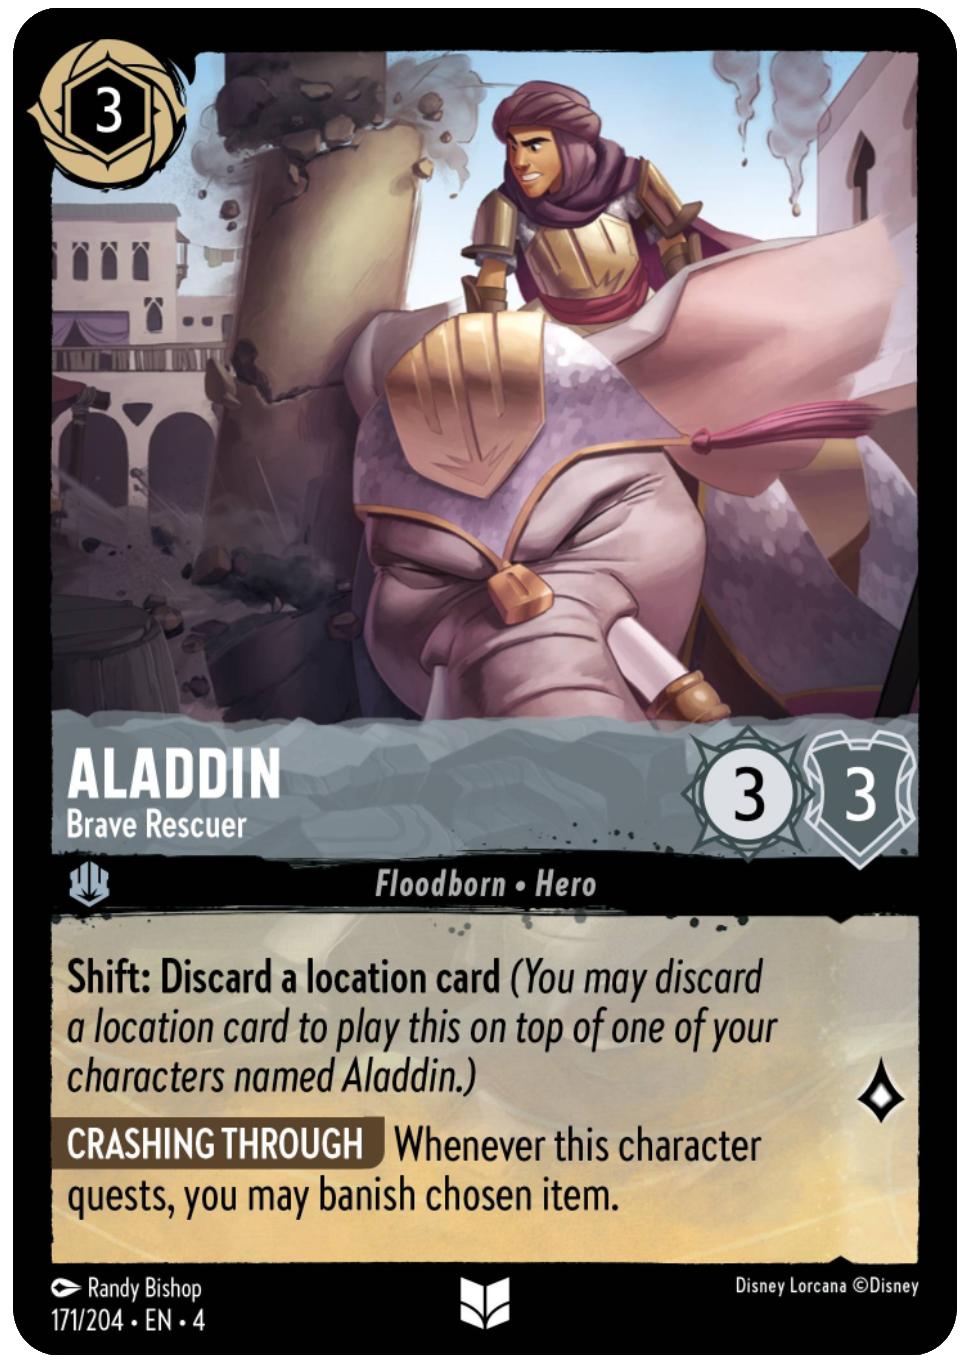 3
ALADDIN
Brave Rescuer
3
3
Floodborn • Hero
Shift: Discard a location card (You may discard
a location card to play this on top of one of your
characters named Aladdin.)
CRASHING THROUGH Whenever this character
quests, you may banish chosen item.
Randy Bishop
Disney Lorcana ©Disney
171/204 • EN • 4